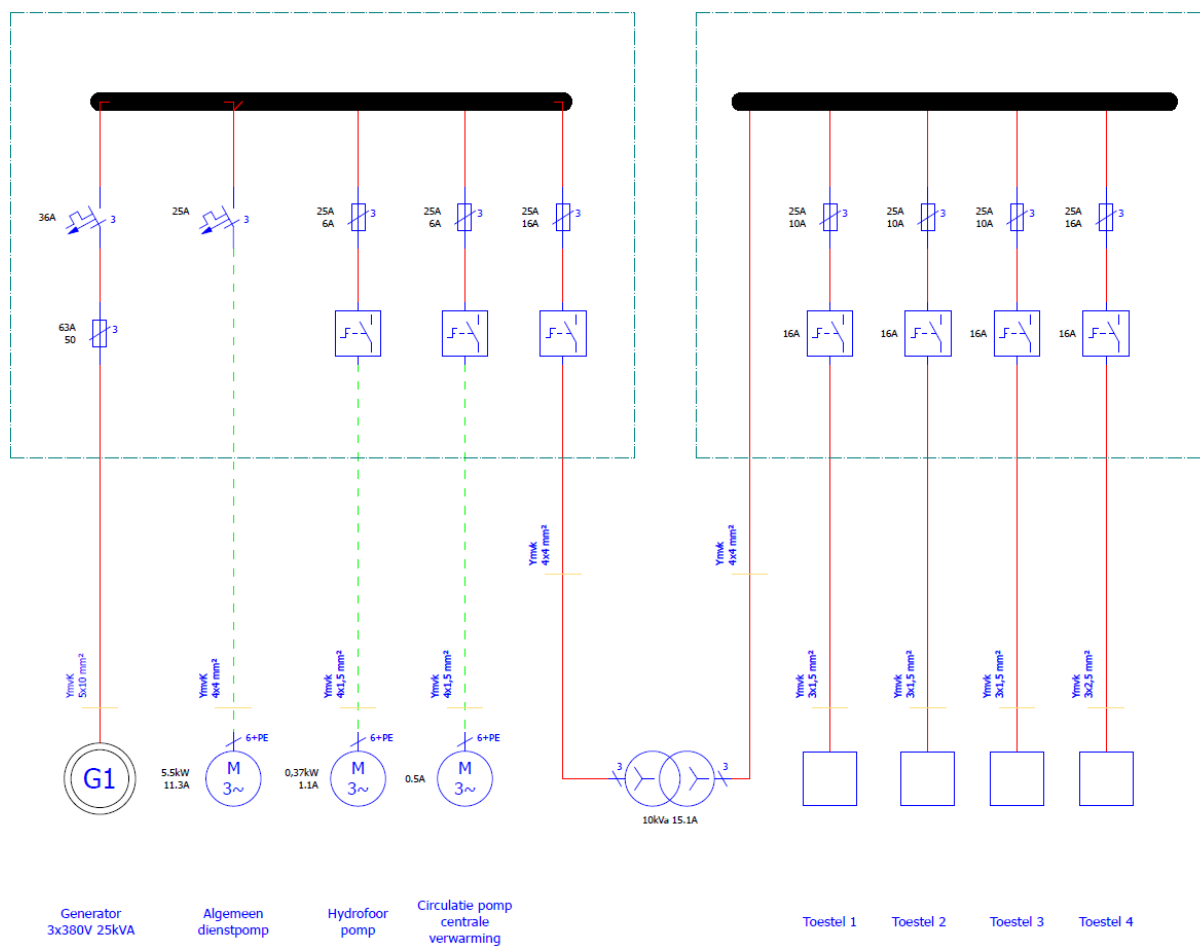 36A
3
25A
3
25A
6A
3
25A
6A
3
25A
16A
3
25A
10A
3
25A
10A
3
25A
10A
3
25A
16A
3
63A
50
3
16A
16A
16A
16A
Ymvk
4x4 mm²
Ymvk
4x4 mm²
YmvK
5x10 mm²
YmvK
4x4 mm²
Ymvk
4x1,5 mm²
Ymvk
4x1,5 mm²
Ymvk
3x1,5 mm²
Ymvk
3x1,5 mm²
Ymvk
3x1,5 mm²
Ymvk
3x2,5 mm²
G1
5.5kW
11.3A
6+PE
M
3~
0,37kW
1.1A
6+PE
M
3~
0.5A
6+PE
M
3~
3
3
10kVa 15.1A
Generator
3x380V 25kVA
Algemeen
dienstpomp
Hydrofoor
pomp
Circulatie pomp
centrale
verwarming
Toestel 1
Toestel 2
Toestel 3
Toestel 4